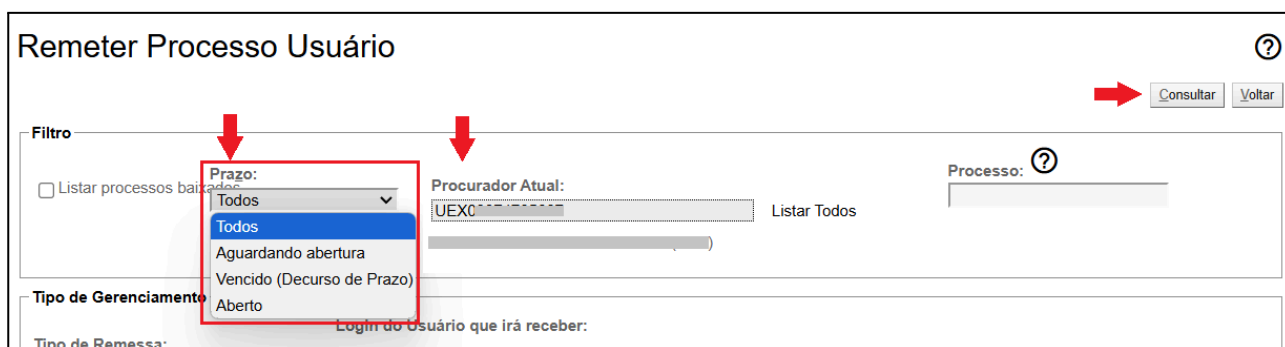 Remeter Processo Usuário
Consultar Voltar
Filtro
Listar processos baixados
Prazo:
Todos
Todos
Aguardando abertura
Vencido (Decurso de Prazo)
Aberto
Procurador Atual:
Listar Todos
Processo:
Tipo de Gerenciamento
Login do Usuário que irá receber:
Tipo de Remessa: